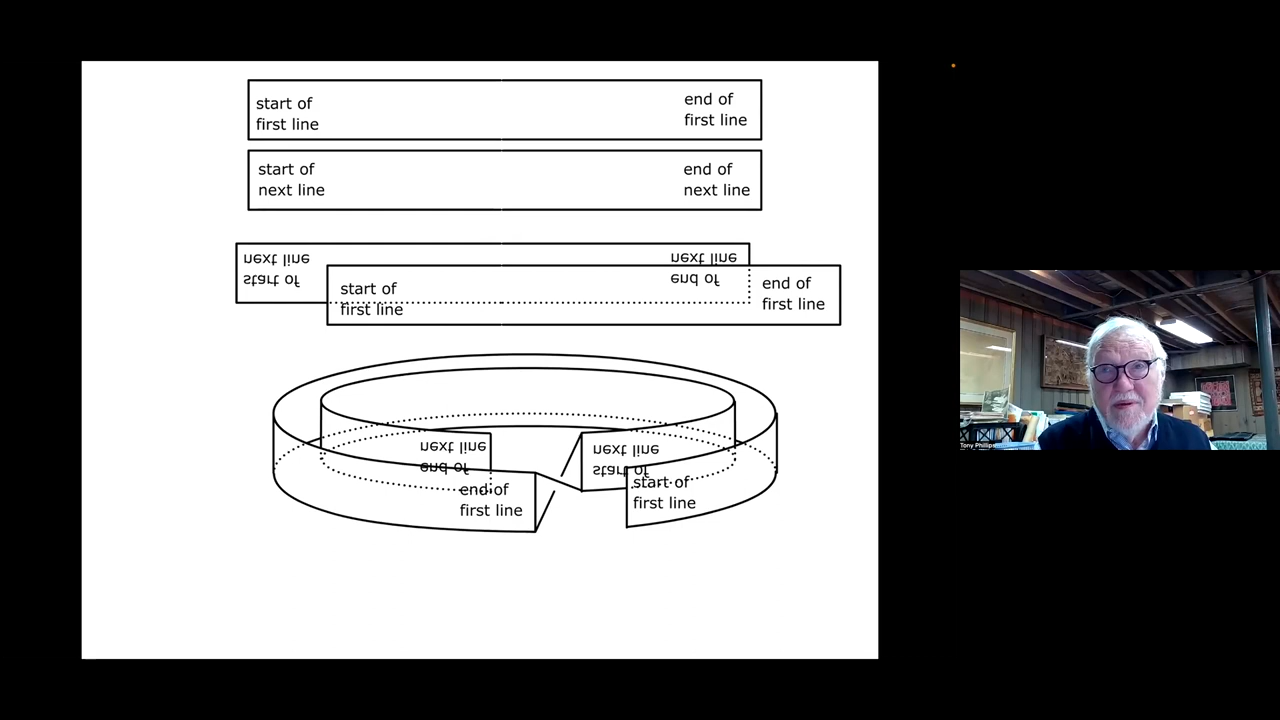 start of
first line
end of
first line
start of
next line
end of
next line
next line
start of
next line
end of
start of
first line
end of
first line
next line
end of
end of
first line
next line
start of
start of
first line
Tony Phillips